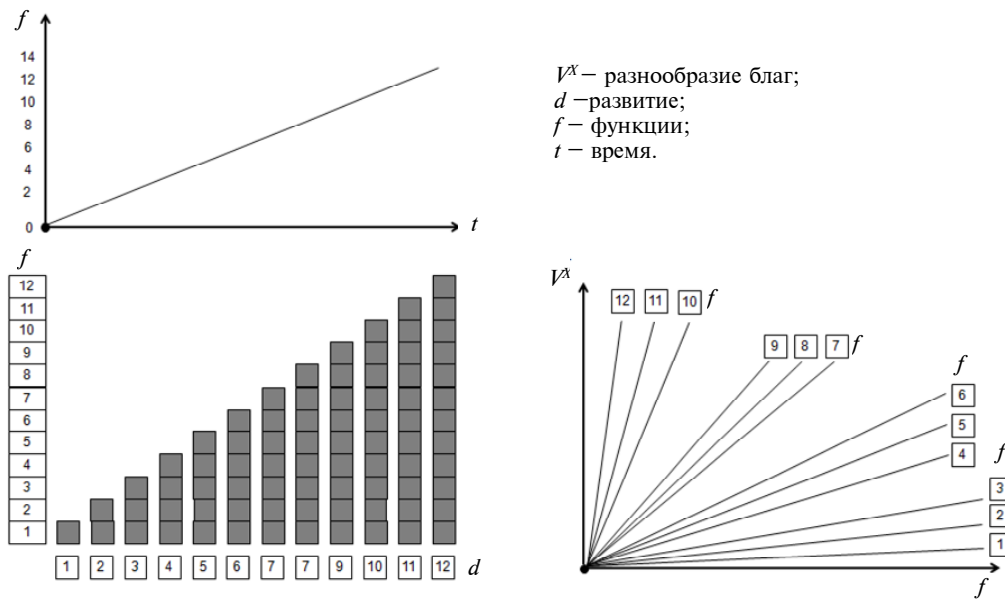 f
14
12
10
8
6
4
2
0
t
V^X — разнообразие благ;
d —развитие;
f — функции;
t — время.
f
12
11
10
9
8
7
6
5
4
3
2
1
1 2 3 4 5 6 7 7 9 10 11 12 d
V^X
12 11 10 f
9 8 7 f
f
6
5
4
f
3
2
1
f